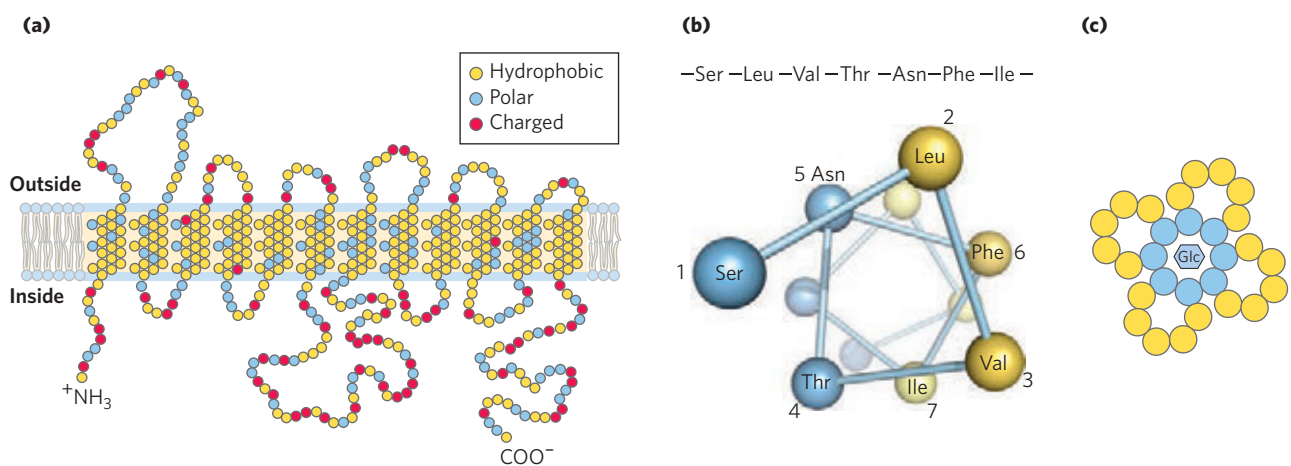 (a)
Hydrophobic
Polar
Charged
Outside
Inside
+NH3
COO−
(b)
—Ser—Leu—Val—Thr—Asn—Phe—Ile—
2
Leu
5 Asn
Phe 6
1 Ser
Thr
Ile
Val
4
7
3
(c)
Glc